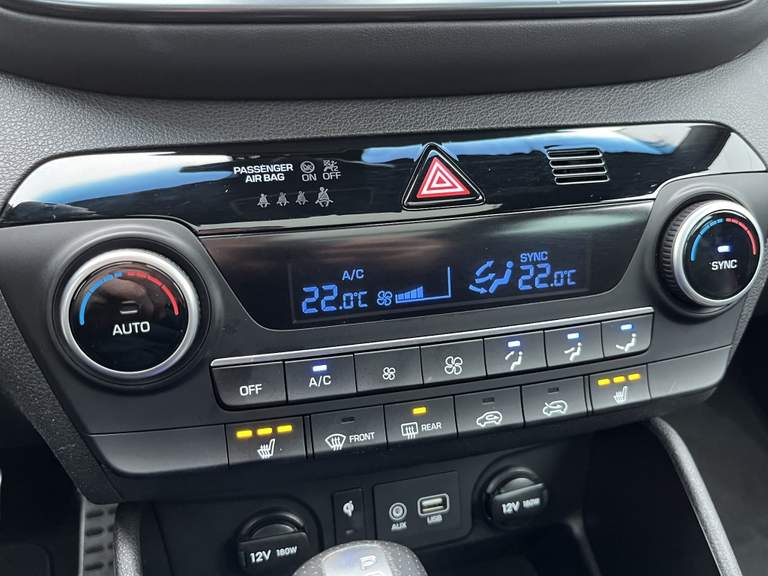 PASSENGER
AIR BAG
ON OFF
A/C
SYNC
22.0°C
22.0°C
AUTO
SYNC
OFF
A/C
FRONT
REAR
AUX
USB
12V 180W
12V 180W
P